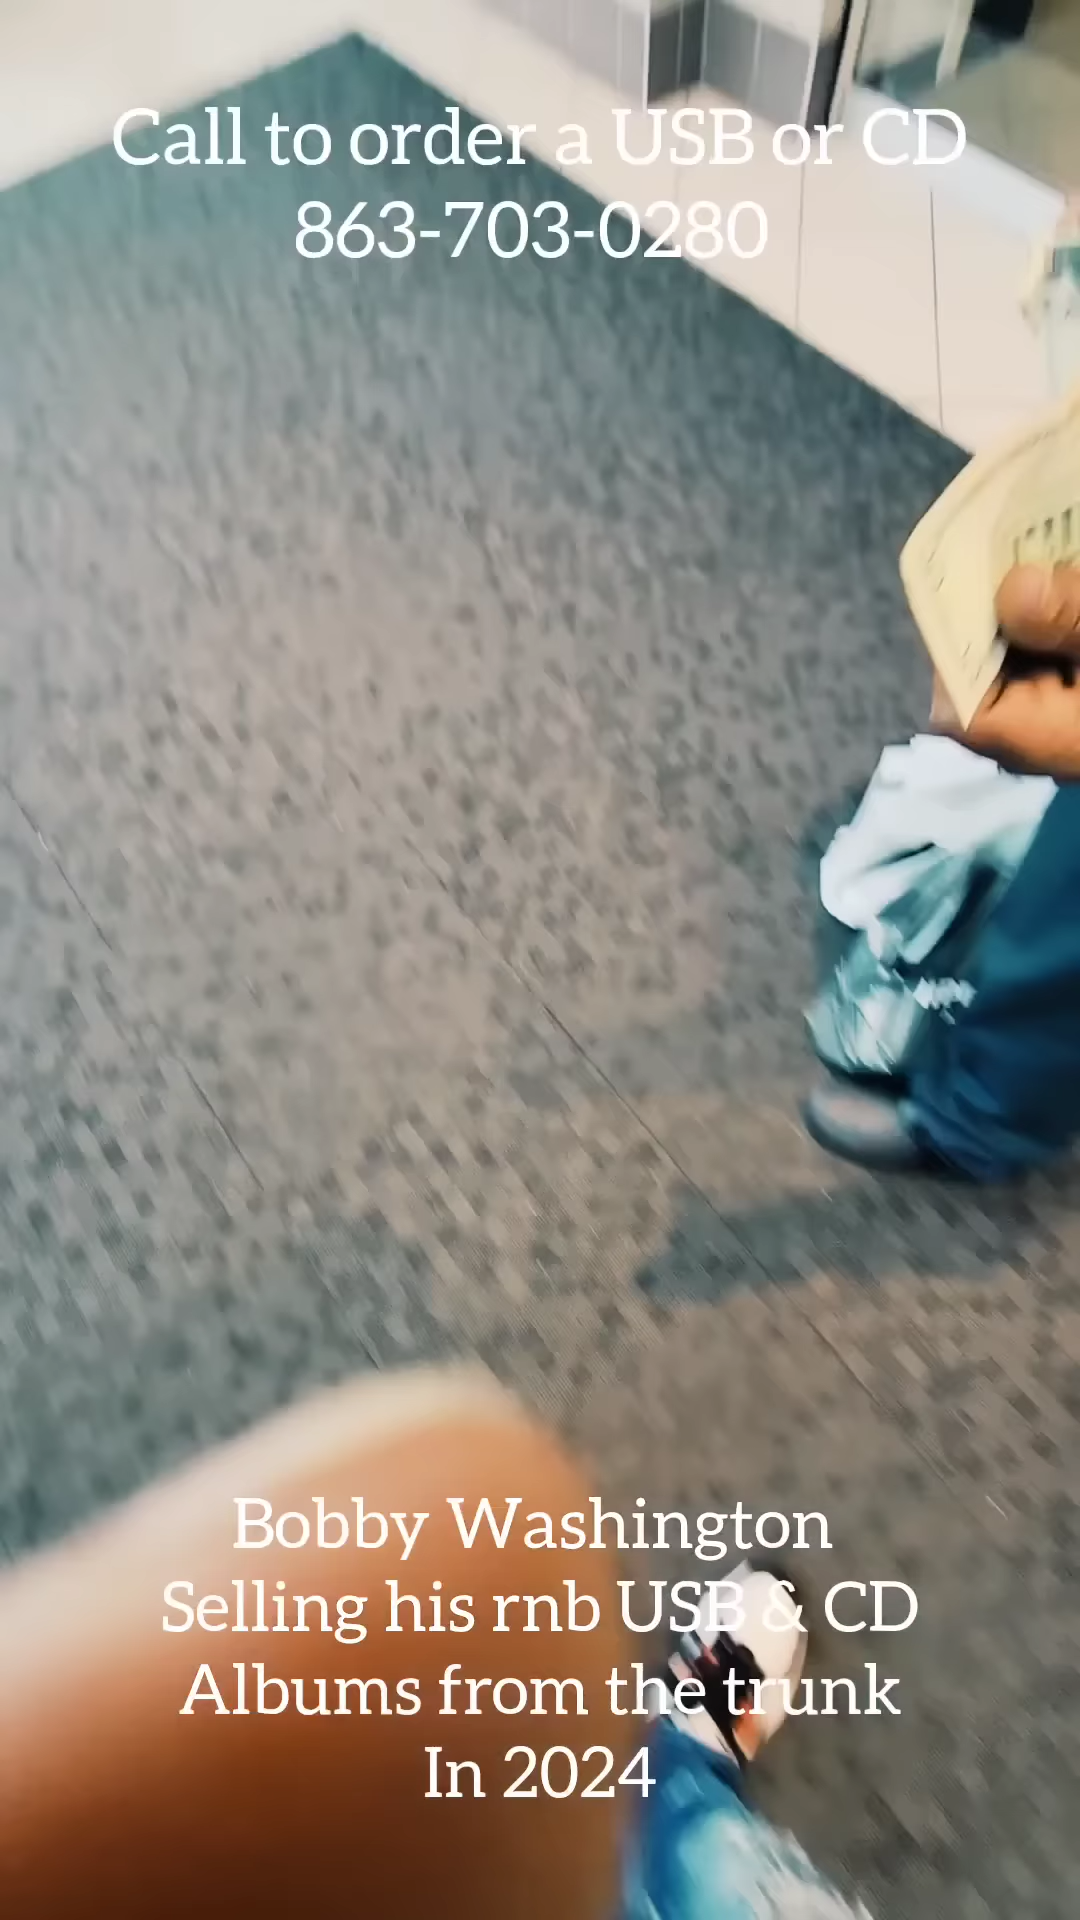 Call to order a USB or CD
863-703-0280
Bobby Washington
Selling his rnb USB & CD
Albums from the trunk
In 2024